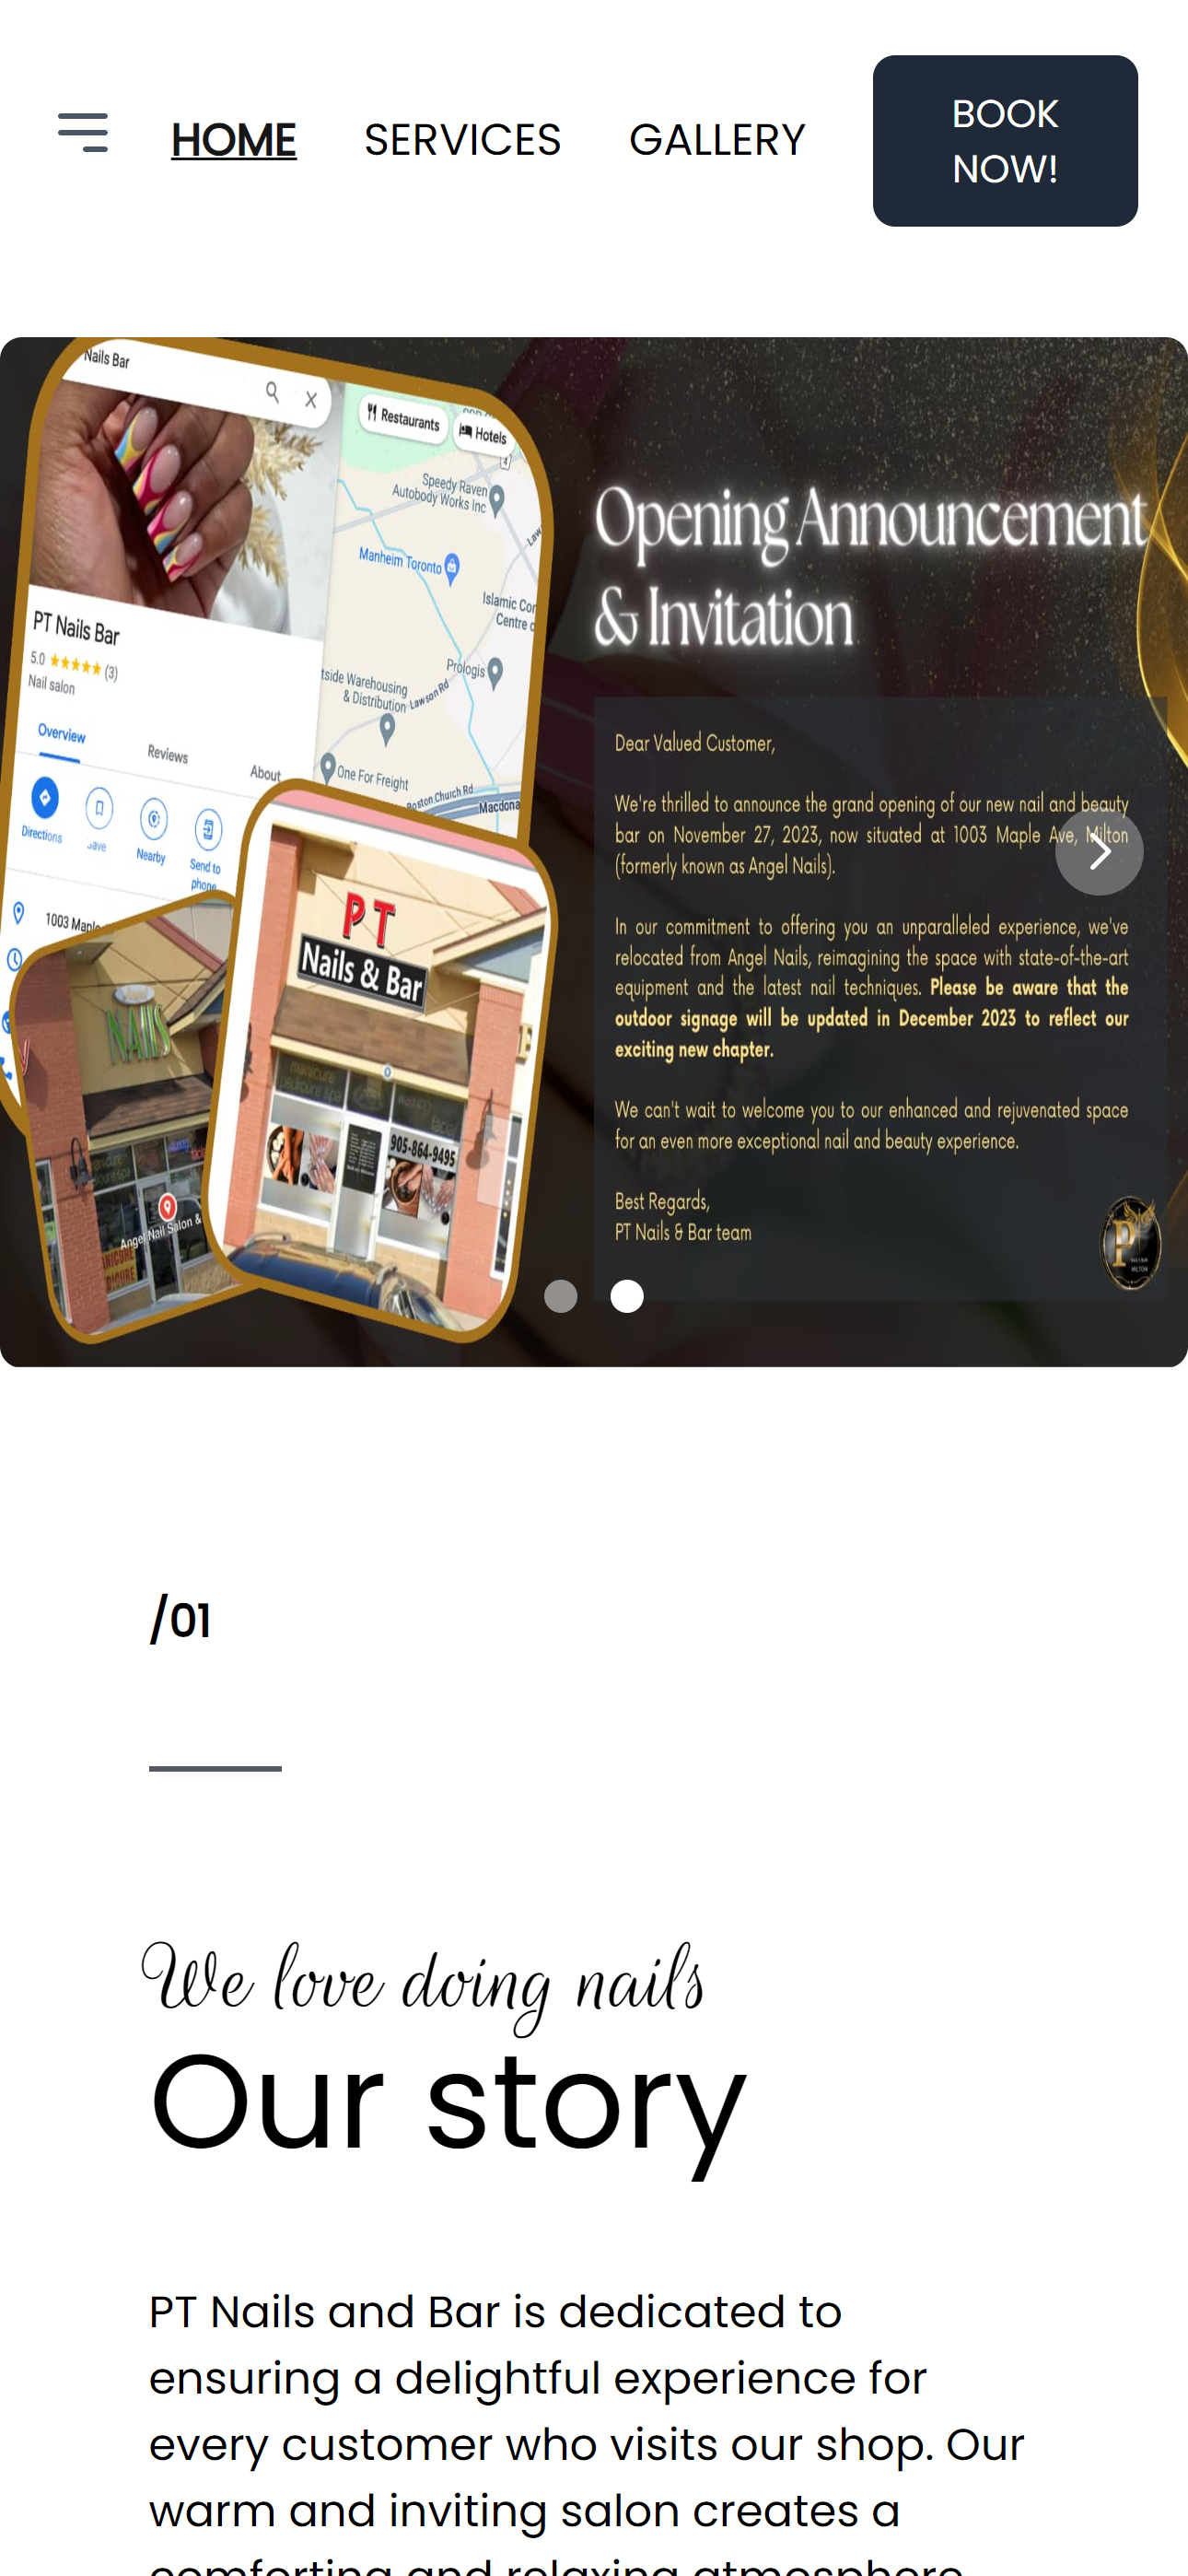 HOME
SERVICES
GALLERY
BOOK
NOW!
Nails Bar
Restaurants
Hotels
Speedy Raven
Autobody Works Inc
Manheim Toronto
Islamic
Centre
Prologis
& Distribution
Warehousing
Lawson Rd
One For Freight
Church Rd
PT Nails Bar
5.0 ★★★★★ (3)
Nail salon
Overview
Reviews
About
Directions
Save
Nearby
Send to
phone
1003
NAILS
Angel Nail Salon &
PT
Nails & Bar
manicure
pedicure spa
waxing
facial
905-864-9495
Opening Announcement
& Invitation
Dear Valued Customer,
We're thrilled to announce the grand opening of our new nail and beauty
bar on November 27, 2023, now situated at 1003 Maple Ave, Milton
(formerly known as Angel Nails).
In our commitment to offering you an unparalleled experience, we've
relocated from Angel Nails, reimagining the space with state-of-the-art
equipment and the latest nail techniques. Please be aware that the
outdoor signage will be updated in December 2023 to reflect our
exciting new chapter.
We can't wait to welcome you to our enhanced and rejuvenated space
for an even more exceptional nail and beauty experience.
Best Regards,
PT Nails & Bar team
/01
We love doing nails
Our story
PT Nails and Bar is dedicated to
ensuring a delightful experience for
every customer who visits our shop. Our
warm and inviting salon creates a
comforting and relaxing atmosphere